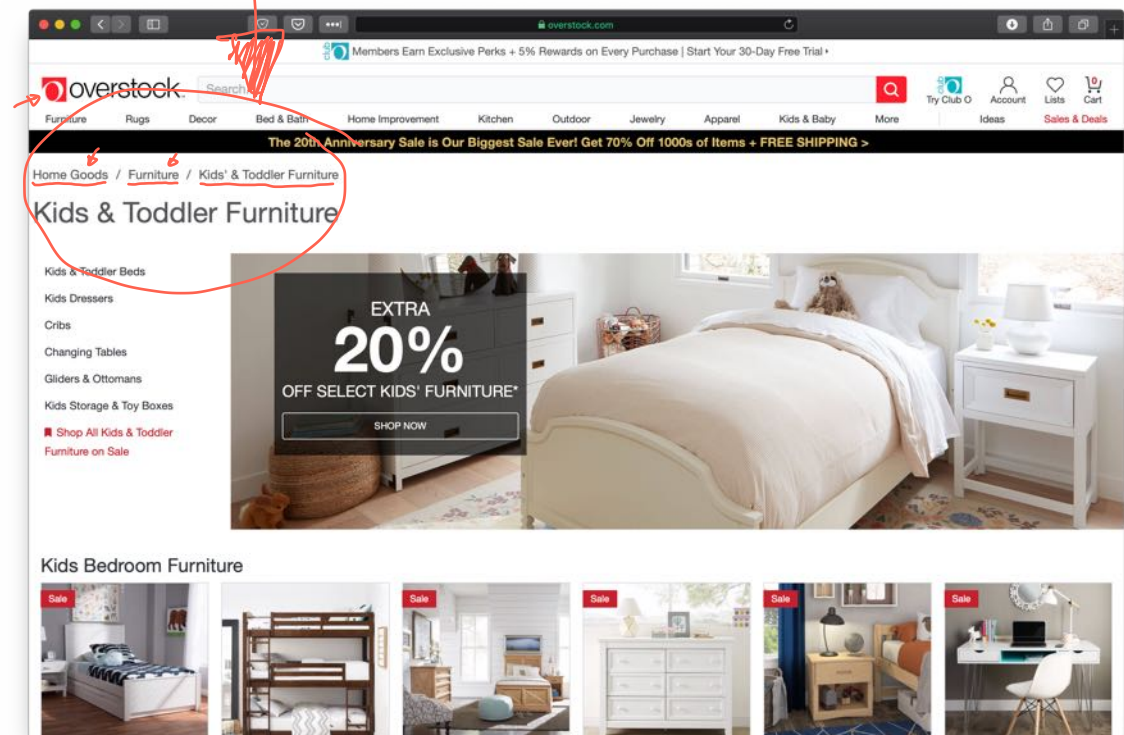 overstock.com
club O Members Earn Exclusive Perks + 5% Rewards on Every Purchase | Start Your 30-Day Free Trial
overstock. Search
club O Try Club O Account Lists 0 Cart
Furniture Rugs Decor Bed & Bath Home Improvement Kitchen Outdoor Jewelry Apparel Kids & Baby More Ideas Sales & Deals
The 20th Anniversary Sale is Our Biggest Sale Ever! Get 70% Off 1000s of Items + FREE SHIPPING >
Home Goods / Furniture / Kids' & Toddler Furniture
Kids & Toddler Furniture
Kids & Toddler Beds
Kids Dressers
Cribs
Changing Tables
Gliders & Ottomans
Kids Storage & Toy Boxes
Shop All Kids & Toddler
Furniture on Sale
EXTRA
20%
OFF SELECT KIDS' FURNITURE*
SHOP NOW
Kids Bedroom Furniture
Sale Sale Sale Sale Sale